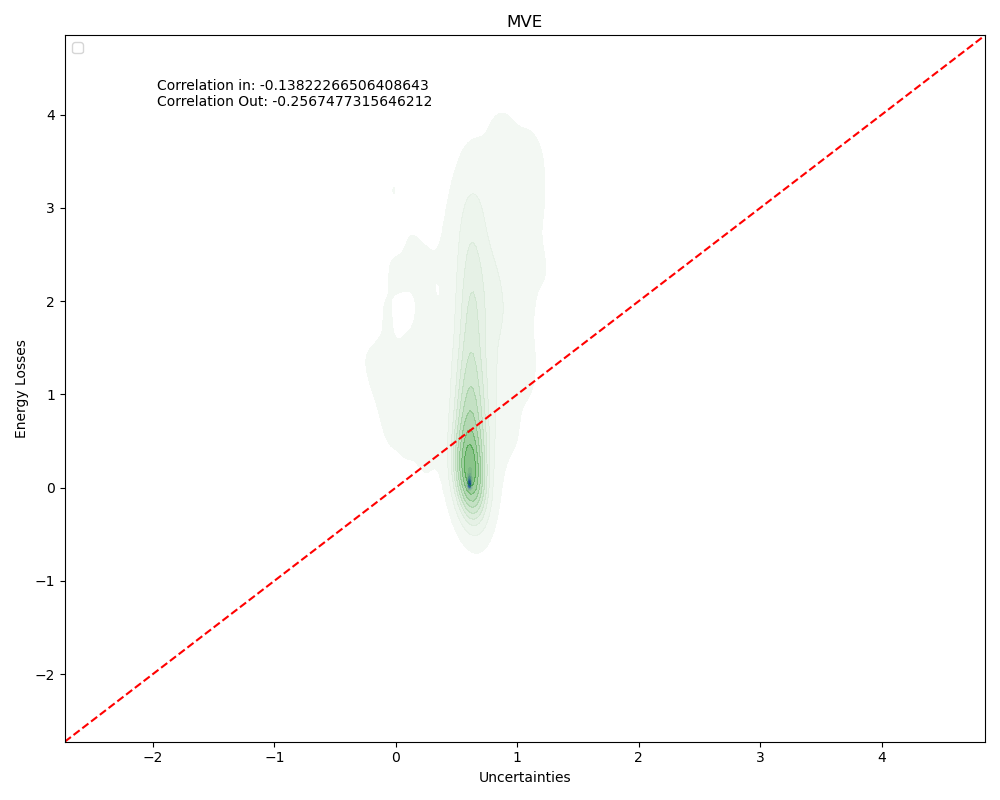 MVE
Correlation in: -0.13822266506408643
Correlation Out: -0.2567477315646212
Energy Losses
4
3
2
1
0
−1
−2
−2
−1
0
1
2
3
4
Uncertainties